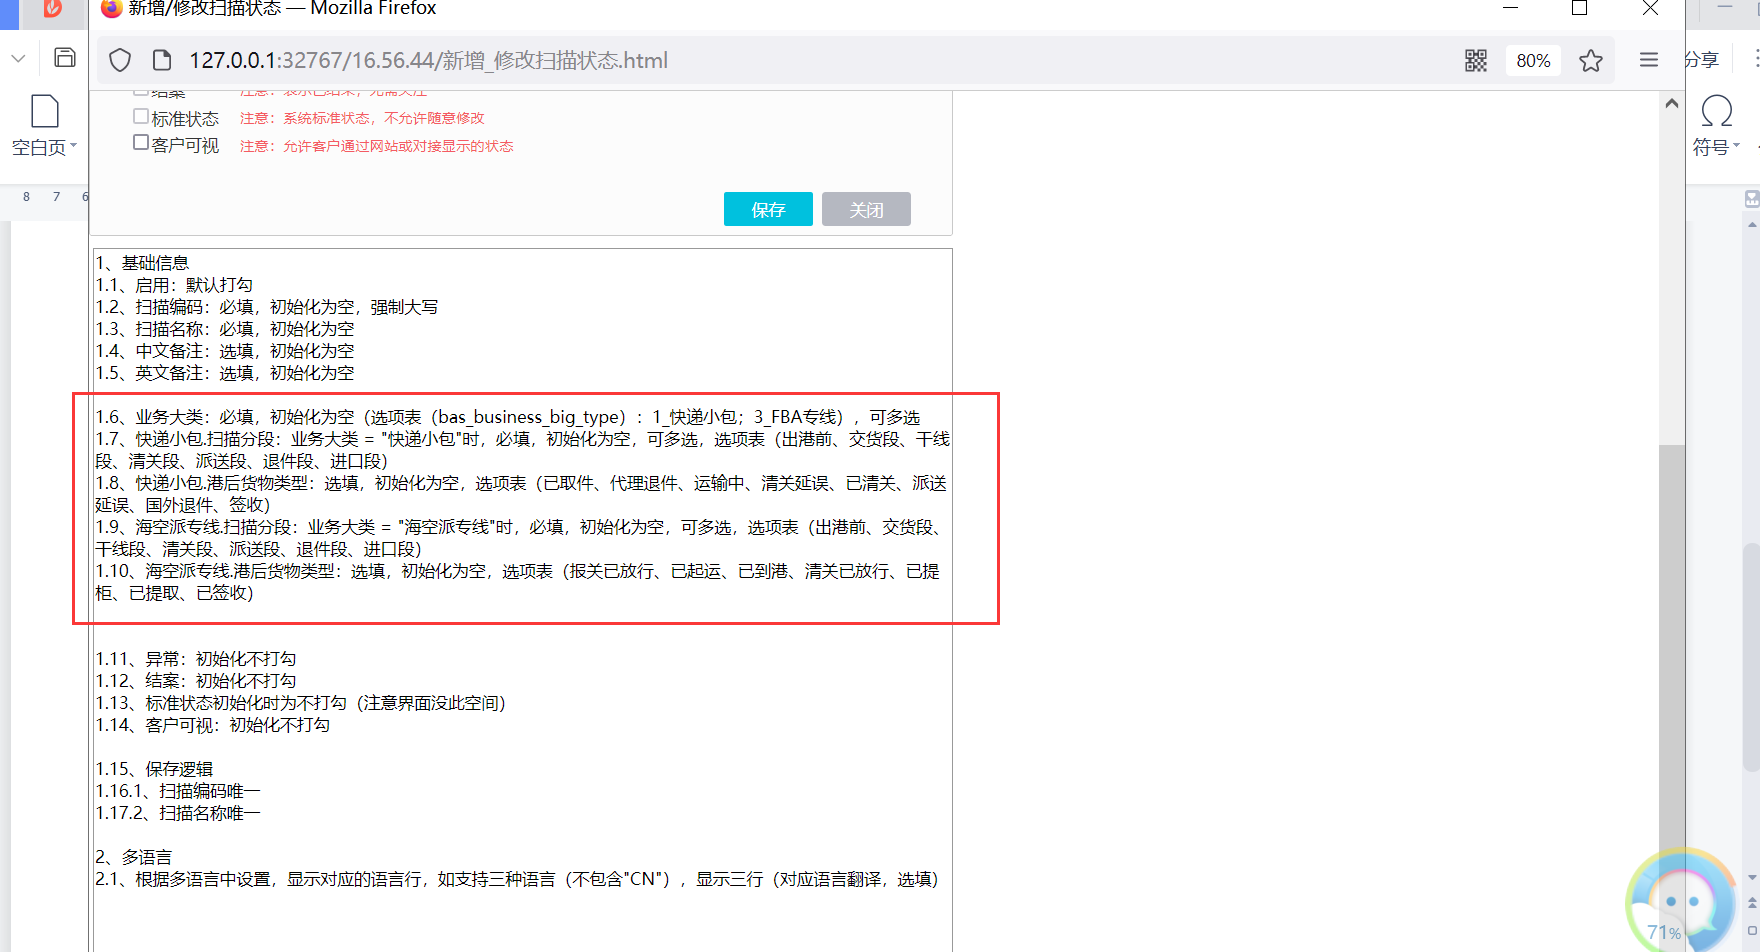 新增/修改扫描状态 — Mozilla Firefox
127.0.0.1:32767/16.56.44/新增_修改扫描状态.html
80%
分享
空白页
符号
8 7 6
结案 注意：表示已结束，无需关注
标准状态 注意：系统标准状态，不允许随意修改
客户可视 注意：允许客户通过网站或对接显示的状态
保存 关闭
1、基础信息
1.1、启用：默认打勾
1.2、扫描编码：必填，初始化为空，强制大写
1.3、扫描名称：必填，初始化为空
1.4、中文备注：选填，初始化为空
1.5、英文备注：选填，初始化为空
1.6、业务大类：必填，初始化为空（选项表（bas_business_big_type）：1_快递小包；3_FBA专线），可多选
1.7、快递小包.扫描分段：业务大类 = "快递小包"时，必填，初始化为空，可多选，选项表（出港前、交货段、干线
段、清关段、派送段、退件段、进口段）
1.8、快递小包.港后货物类型：选填，初始化为空，选项表（已取件、代理退件、运输中、清关延误、已清关、派送
延误、国外退件、签收）
1.9、海空派专线.扫描分段：业务大类 = "海空派专线"时，必填，初始化为空，可多选，选项表（出港前、交货段、
干线段、清关段、派送段、退件段、进口段）
1.10、海空派专线.港后货物类型：选填，初始化为空，选项表（报关已放行、已起运、已到港、清关已放行、已提
柜、已提取、已签收）
1.11、异常：初始化不打勾
1.12、结案：初始化不打勾
1.13、标准状态初始化时为不打勾（注意界面没此空间）
1.14、客户可视：初始化不打勾
1.15、保存逻辑
1.16.1、扫描编码唯一
1.17.2、扫描名称唯一
2、多语言
2.1、根据多语言中设置，显示对应的语言行，如支持三种语言（不包含"CN"），显示三行（对应语言翻译，选填）
71%